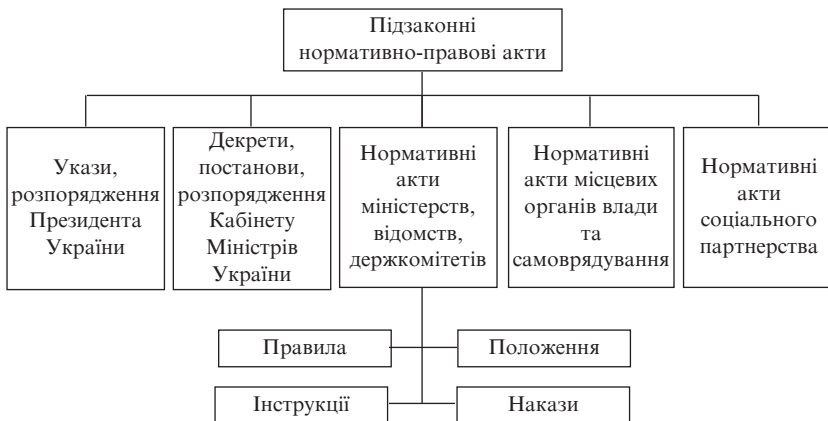 Підзаконні
нормативно-правові акти
Укази,
розпорядження
Президента
України
Декрети,
постанови,
розпорядження
Кабінету
Міністрів
України
Нормативні
акти
міністерств,
відомств,
держкомітетів
Нормативні
акти місцевих
органів влади
та
самоврядування
Нормативні
акти
соціального
партнерства
Правила
Положення
Інструкції
Накази